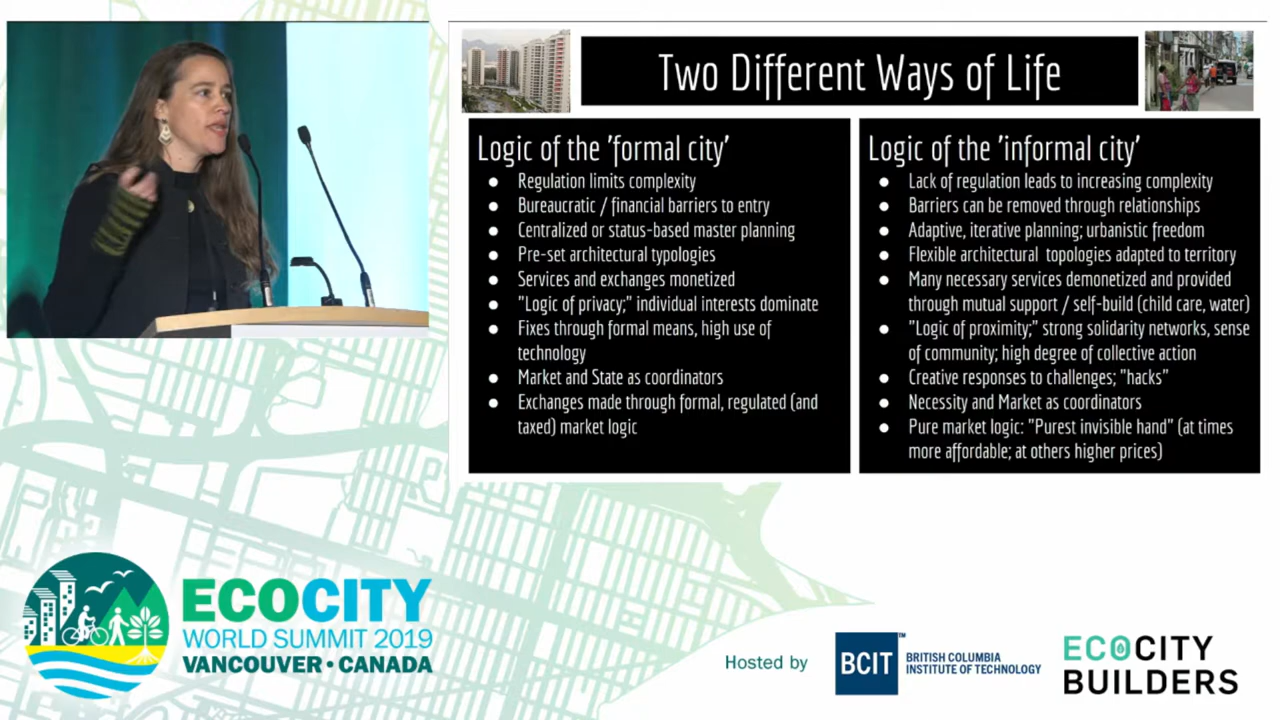 Two Different Ways of Life
Logic of the 'formal city'
● Regulation limits complexity
● Bureaucratic / financial barriers to entry
● Centralized or status-based master planning
● Pre-set architectural typologies
● Services and exchanges monetized
● "Logic of privacy;" individual interests dominate
● Fixes through formal means, high use of
technology
● Market and State as coordinators
● Exchanges made through formal, regulated (and
taxed) market logic
Logic of the 'informal city'
● Lack of regulation leads to increasing complexity
● Barriers can be removed through relationships
● Adaptive, iterative planning; urbanistic freedom
● Flexible architectural topologies adapted to territory
● Many necessary services demonetized and provided
through mutual support / self-build (child care, water)
● "Logic of proximity;" strong solidarity networks, sense
of community; high degree of collective action
● Creative responses to challenges; "hacks"
● Necessity and Market as coordinators
● Pure market logic: "Purest invisible hand" (at times
more affordable; at others higher prices)
ECOCITY
WORLD SUMMIT 2019
VANCOUVER • CANADA
Hosted by
BCIT™
BRITISH COLUMBIA
INSTITUTE OF TECHNOLOGY
ECOCITY
BUILDERS